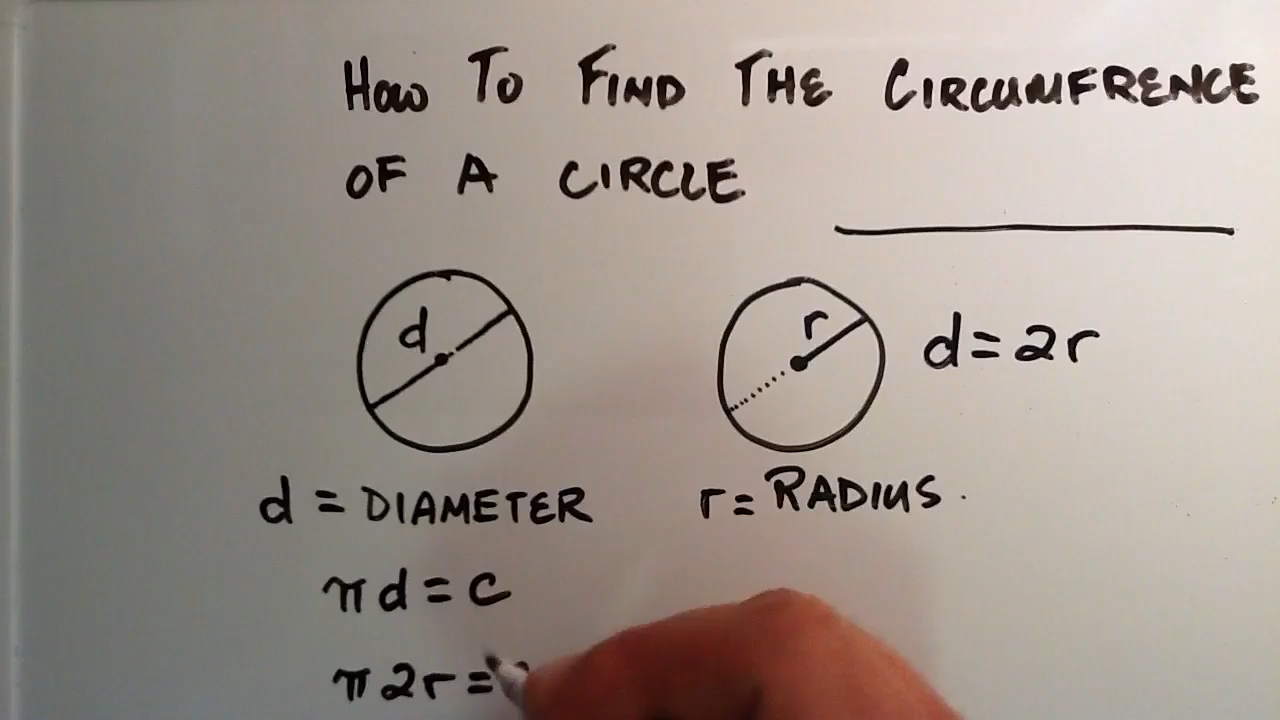 How To FIND THE CIRCUMFRENCE
OF A CIRCLE
d
r
d=2r
d = DIAMETER
r= RADIUS.
πd=c
π2r=